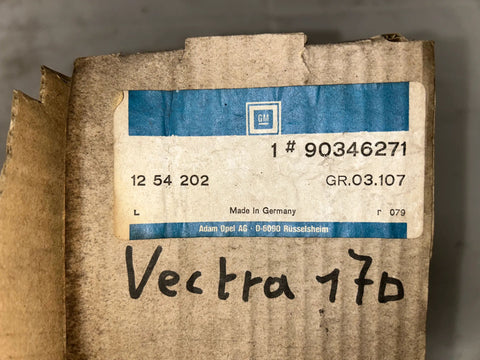 GM
1 # 90346271
12 54 202 GR.03.107
L Made in Germany r 079
Adam Opel AG · D-6090 Rüsselsheim
Vectra 17D